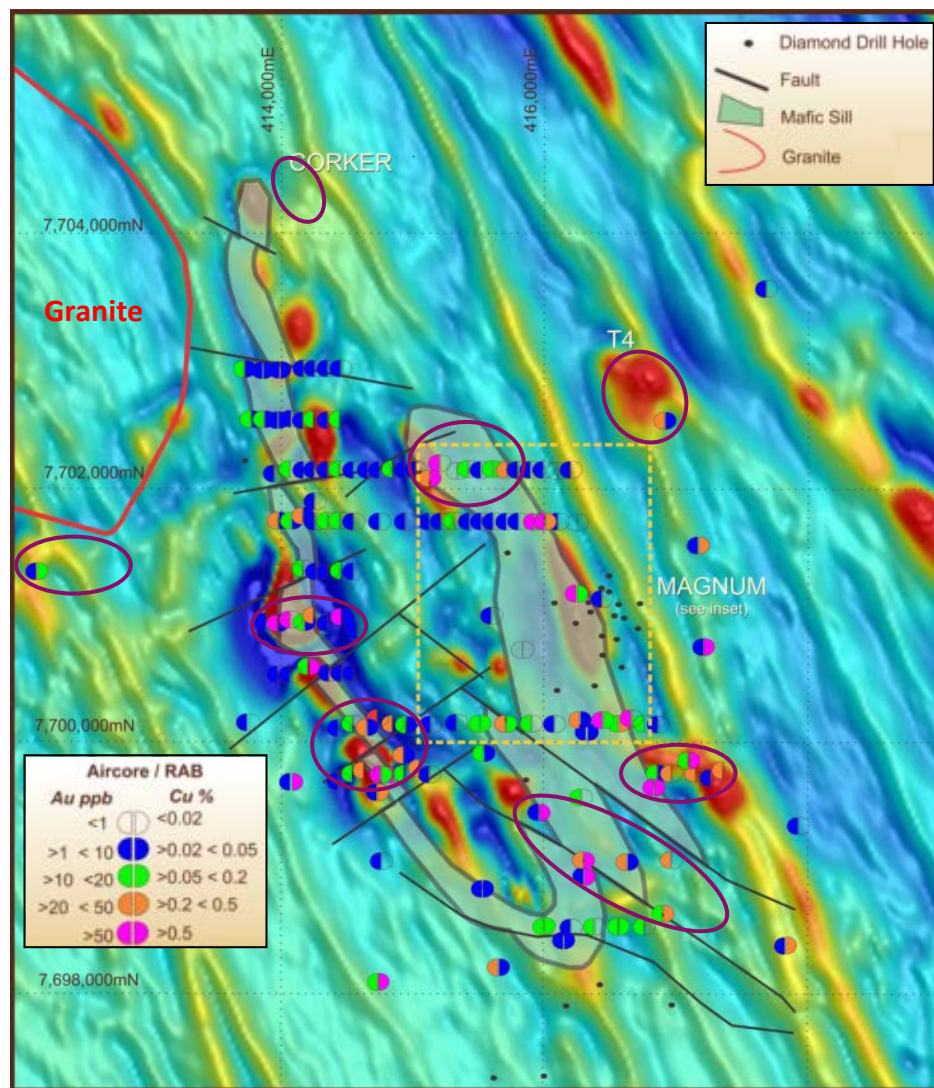 414,000mE
416,000mE
Diamond Drill Hole
Fault
Mafic Sill
Granite
CORKER
7,704,000mN
Granite
T4
7,702,000mN
MAGNUM
(see inset)
7,700,000mN
Aircore / RAB
Au ppb Cu %
<1 <0.02
>1 < 10 >0.02 < 0.05
>10 <20 >0.05 < 0.2
>20 < 50 >0.2 < 0.5
>50 >0.5
7,698,000mN